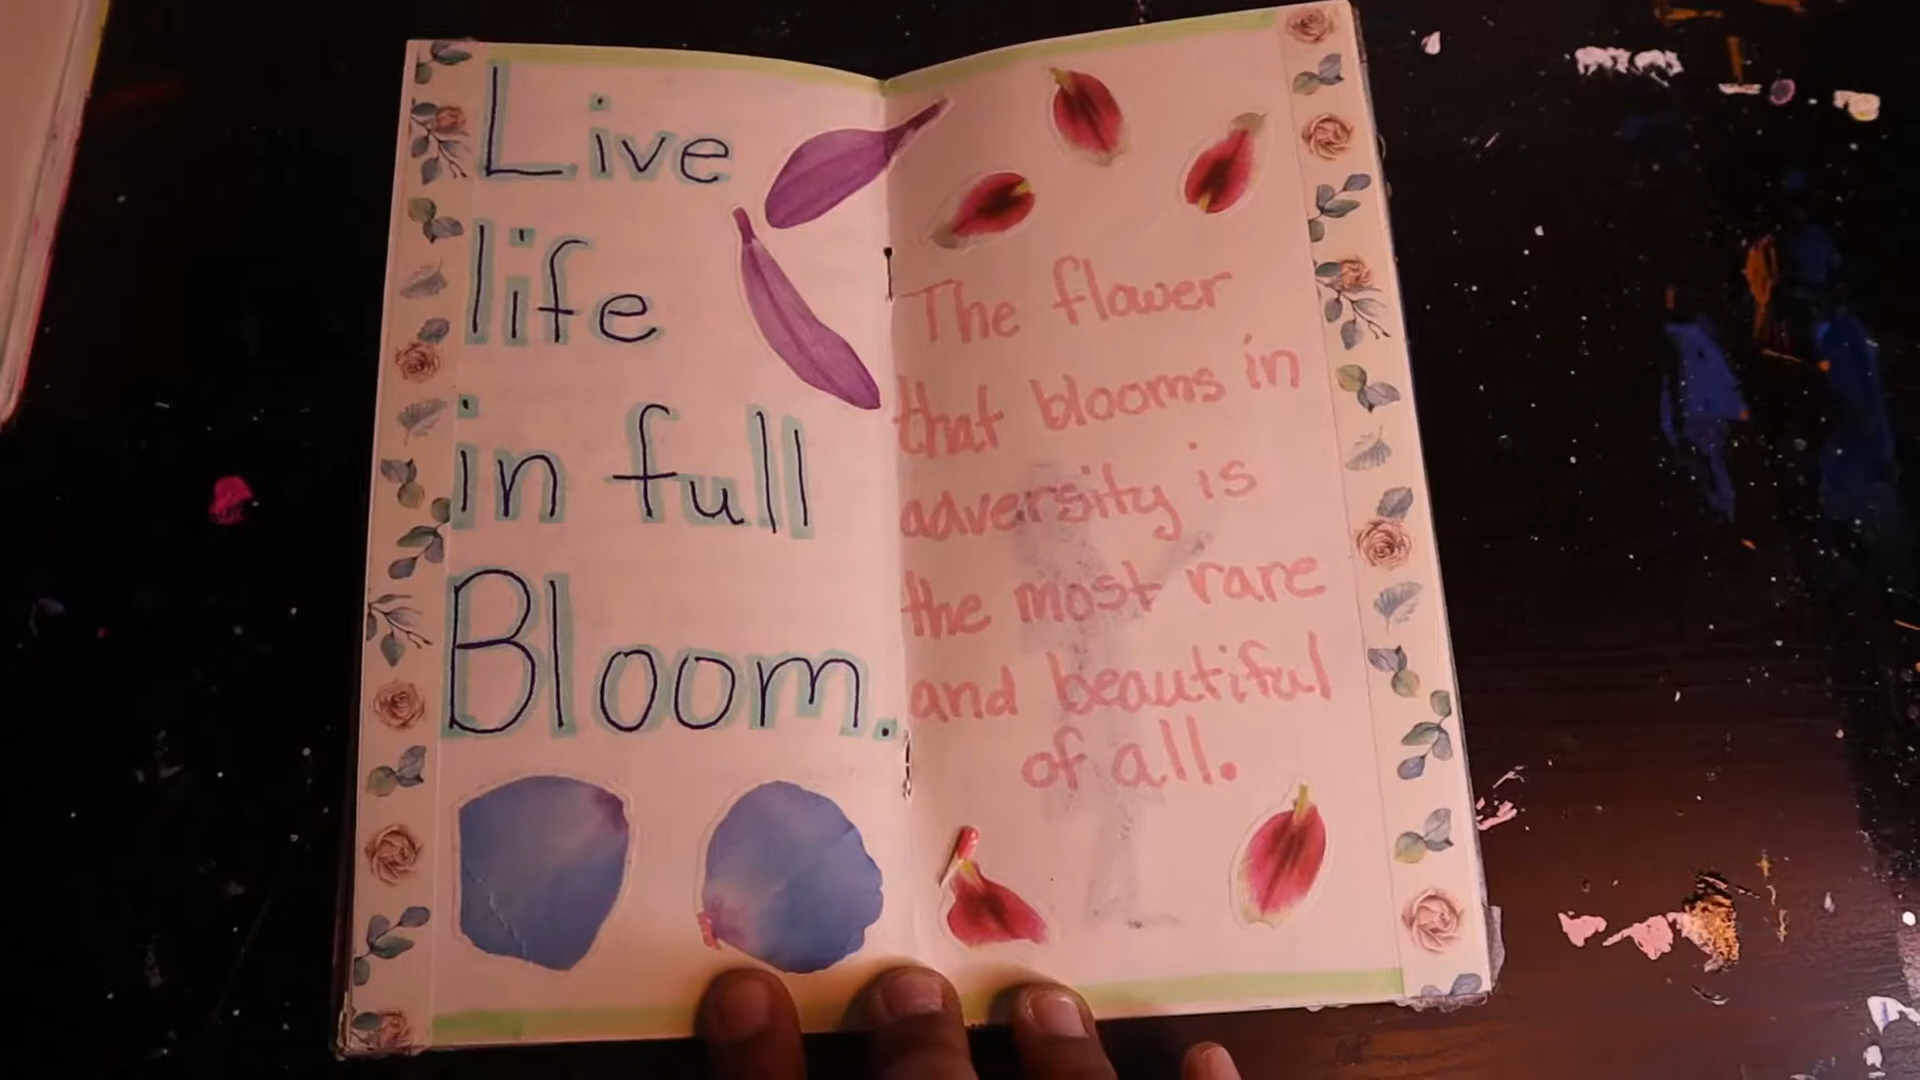 Live
life
in full
Bloom.
The flower
that blooms in
adversity is
the most rare
and beautiful
of all.